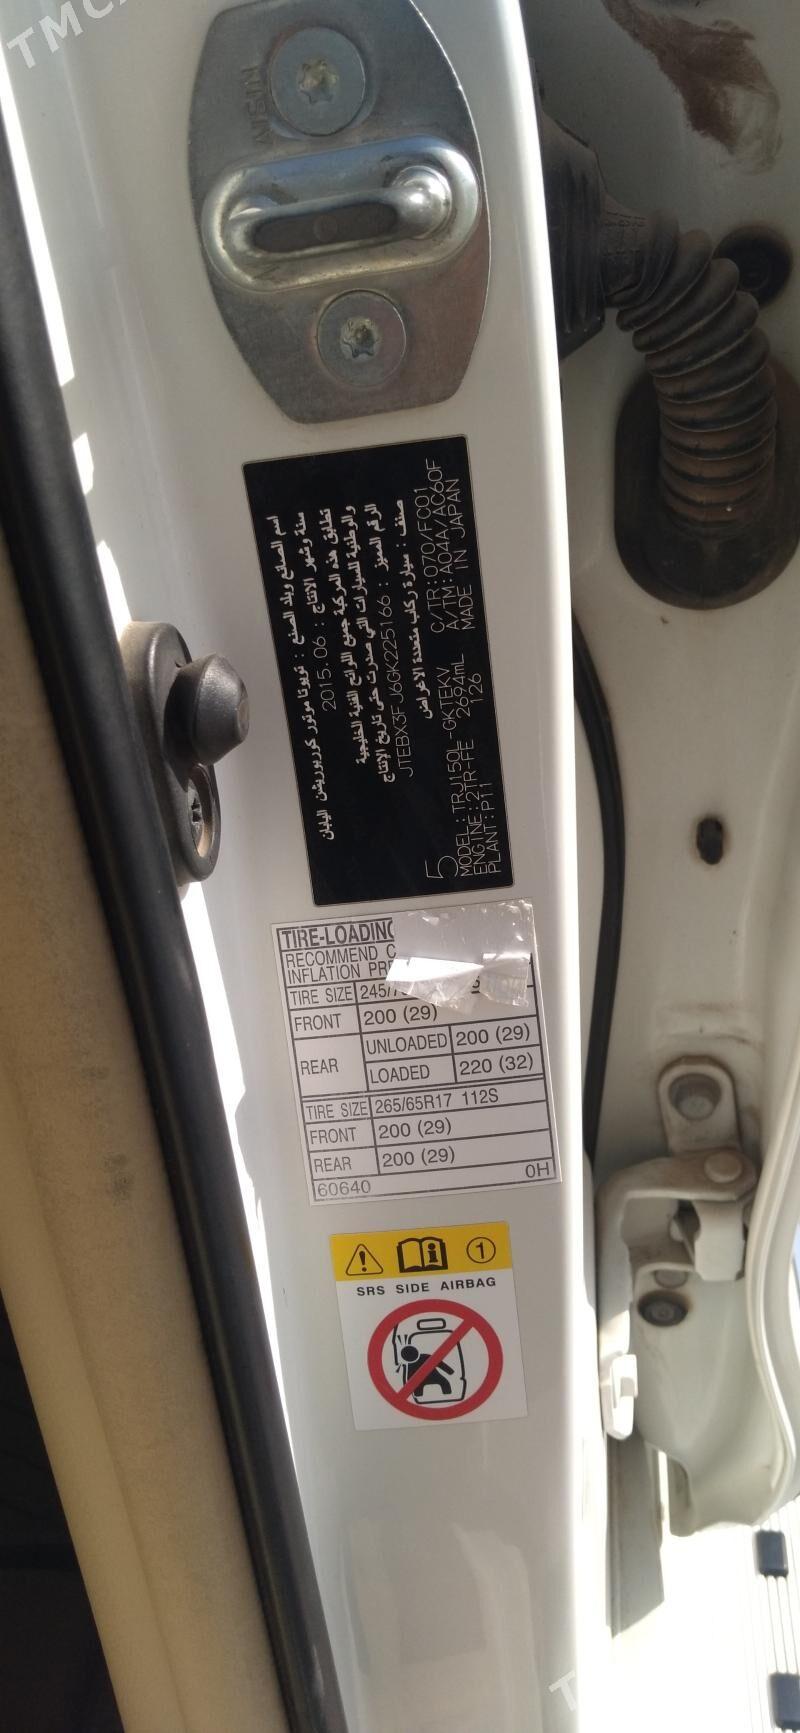 AISIN
اسم الصانع وبلد الصنع : تويوتا موتور كوربوريشن اليابان
سنة وشهر الانتاج : 2015.06
تطابق هذه المركبة جميع اللوائح الفنية الخليجية
والوطنية للسيارات التي صدرت حتى تاريخ الإنتاج
الرقم المميز : JTEBX3FJ6GK225166
صنف : سيارة ركاب متعددة الاغراض
5
MODEL:TRJ150L-GKTEKV C/TR:070/FC01
ENGINE:2TR-FE 2694mL A/TM:A04A/AC60F
PLANT:P11 126 MADE IN JAPAN
TIRE-LOADING
RECOMMEND
INFLATION
TIRE SIZE
FRONT 200 (29)
REAR UNLOADED 200 (29)
LOADED 220 (32)
TIRE SIZE 265/65R17 112S
FRONT 200 (29)
REAR 200 (29)
60640 0H
1
SRS SIDE AIRBAG